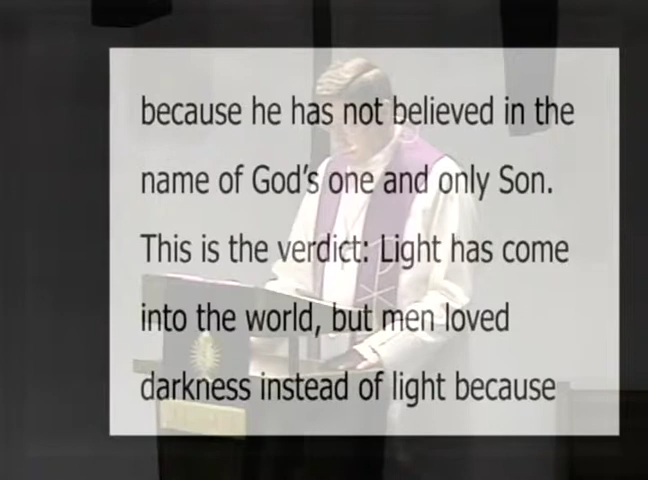 because he has not believed in the
name of God's one and only Son.
This is the verdict: Light has come
into the world, but men loved
darkness instead of light because